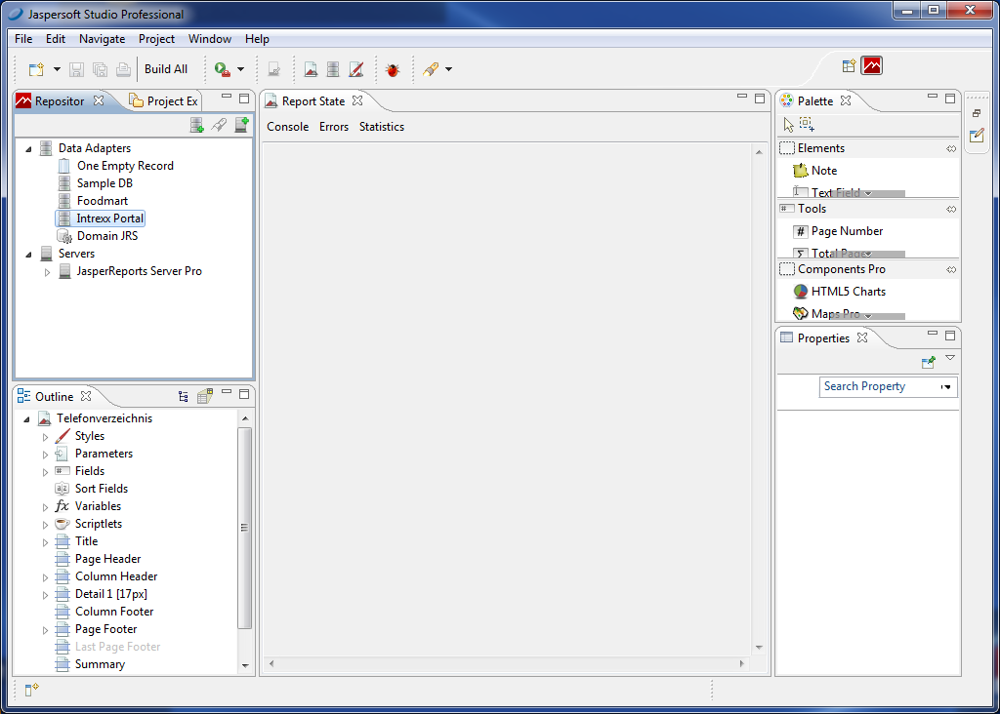 Jaspersoft Studio Professional
File Edit Navigate Project Window Help
Build All
Repositor
Project Ex
Data Adapters
One Empty Record
Sample DB
Foodmart
Intrexx Portal
Domain JRS
Servers
JasperReports Server Pro
Outline
Telefonverzeichnis
Styles
Parameters
Fields
Sort Fields
Variables
Scriptlets
Title
Page Header
Column Header
Detail 1 [17px]
Column Footer
Page Footer
Last Page Footer
Summary
Report State
Console Errors Statistics
Palette
Elements
Note
Text Field
Tools
Page Number
Total Pages
Components Pro
HTML5 Charts
Maps Pro
Properties
Search Property